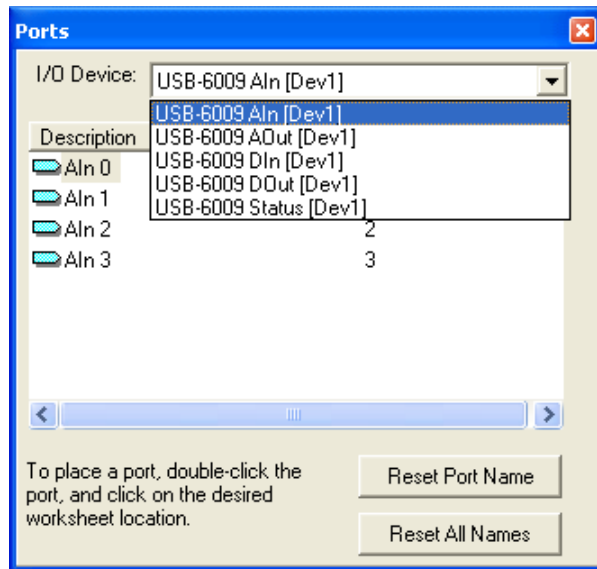 Ports
I/O Device: USB-6009 AIn [Dev1]
USB-6009 AIn [Dev1]
USB-6009 AOut [Dev1]
USB-6009 DIn [Dev1]
USB-6009 DOut [Dev1]
USB-6009 Status [Dev1]
Description
AIn 0
AIn 1
AIn 2 2
AIn 3 3
To place a port, double-click the
port, and click on the desired
worksheet location.
Reset Port Name
Reset All Names